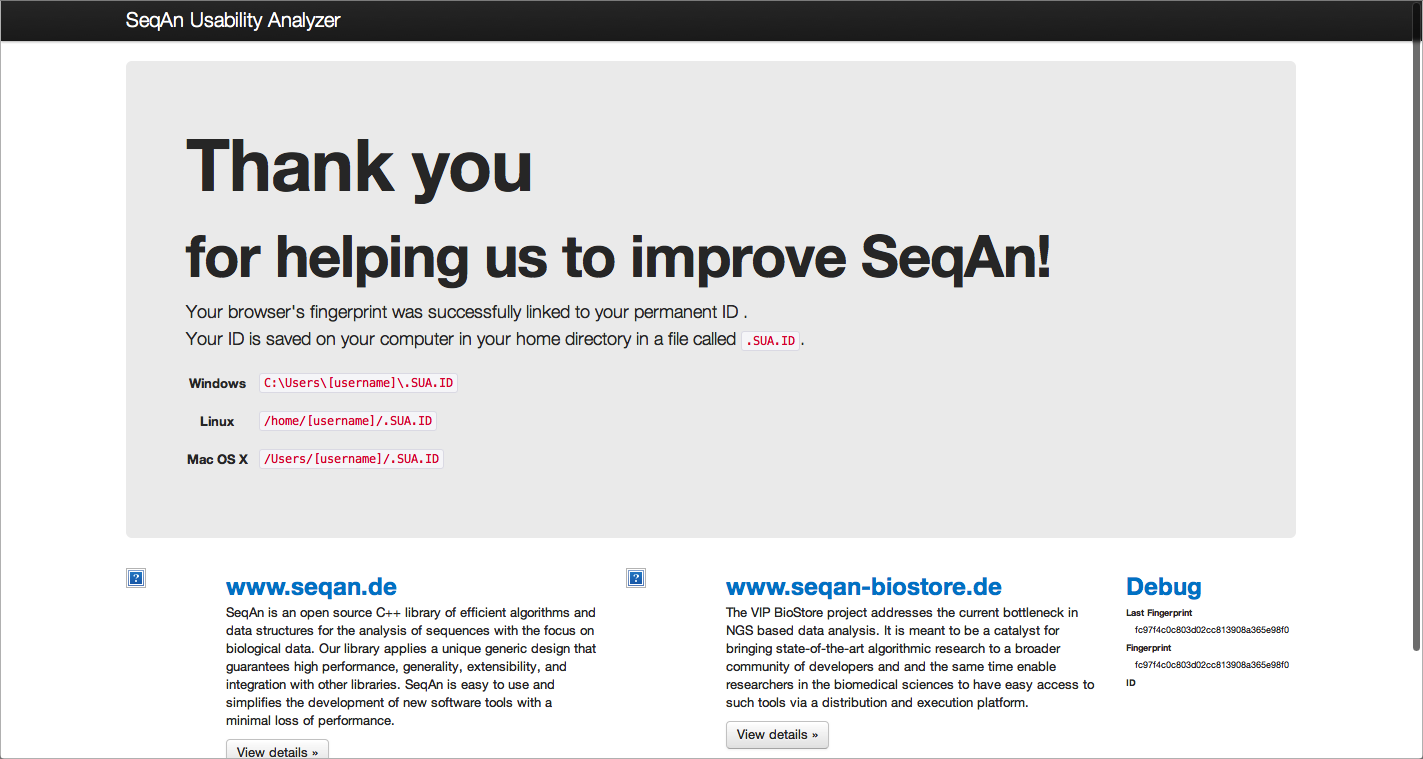 SeqAn Usability Analyzer
Thank you
for helping us to improve SeqAn!
Your browser's fingerprint was successfully linked to your permanent ID .
Your ID is saved on your computer in your home directory in a file called .SUA.ID.
Windows C:\Users\[username]\.SUA.ID
Linux /home/[username]/.SUA.ID
Mac OS X /Users/[username]/.SUA.ID
www.seqan.de
SeqAn is an open source C++ library of efficient algorithms and
data structures for the analysis of sequences with the focus on
biological data. Our library applies a unique generic design that
guarantees high performance, generality, extensibility, and
integration with other libraries. SeqAn is easy to use and
simplifies the development of new software tools with a
minimal loss of performance.
View details »
www.seqan-biostore.de
The VIP BioStore project addresses the current bottleneck in
NGS based data analysis. It is meant to be a catalyst for
bringing state-of-the-art algorithmic research to a broader
community of developers and and the same time enable
researchers in the biomedical sciences to have easy access to
such tools via a distribution and execution platform.
View details »
Debug
Last Fingerprint
fc97f4c0c803d02cc813908a365e98f0
Fingerprint
fc97f4c0c803d02cc813908a365e98f0
ID